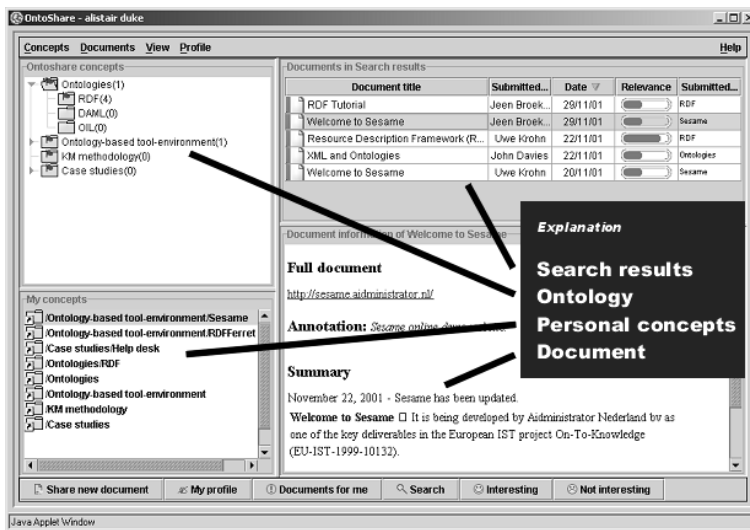 OntoShare - alistair duke
Concepts Documents View Profile Help
Ontoshare concepts
Ontologies(1)
RDF(4)
DAML(0)
OIL(0)
Ontology-based tool-environment(1)
KM methodology(0)
Case studies(0)
Documents in Search results
Document title Submitted... Date Relevance Submitted...
RDF Tutorial Jeen Broek... 29/11/01 RDF
Welcome to Sesame Jeen Broek... 29/11/01 Sesame
Resource Description Framework (R... Uwe Krohn 22/11/01 RDF
XML and Ontologies John Davies 22/11/01 Ontologies
Welcome to Sesame Uwe Krohn 20/11/01 Sesame
Document information of Welcome to Sesame
Full document
http://sesame.aidministrator.nl/
Annotation: Sesame online
Summary
November 22, 2001 - Sesame has been updated.
Welcome to Sesame □ It is being developed by Aidministrator Nederland bv as
one of the key deliverables in the European IST project On-To-Knowledge
(EU-IST-1999-10132).
Explanation
Search results
Ontology
Personal concepts
Document
My concepts
/Ontology-based tool-environment/Sesame
/Ontology-based tool-environment/RDFFerret
/Case studies/Help desk
/Ontologies/RDF
/Ontologies
/Ontology-based tool-environment
/KM methodology
/Case studies
Share new document My profile Documents for me Search Interesting Not interesting
Java Applet Window